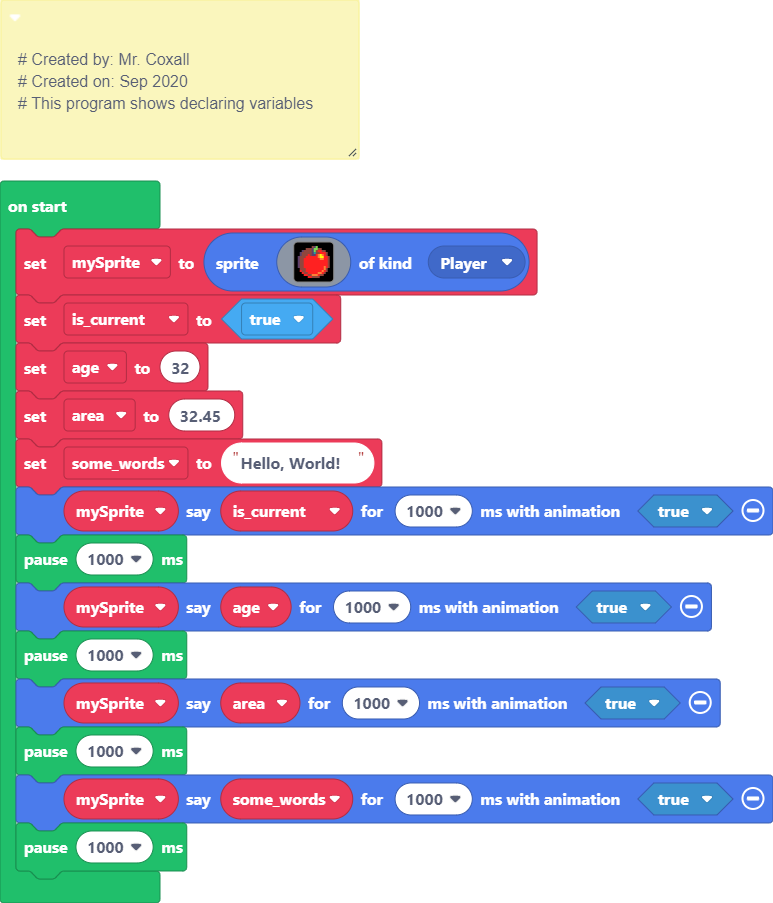 # Created by: Mr. Coxall
# Created on: Sep 2020
# This program shows declaring variables
on start
set mySprite to sprite of kind Player
set is_current to true
set age to 32
set area to 32.45
set some_words to "Hello, World! "
mySprite say is_current for 1000 ms with animation true
pause 1000 ms
mySprite say age for 1000 ms with animation true
pause 1000 ms
mySprite say area for 1000 ms with animation true
pause 1000 ms
mySprite say some_words for 1000 ms with animation true
pause 1000 ms